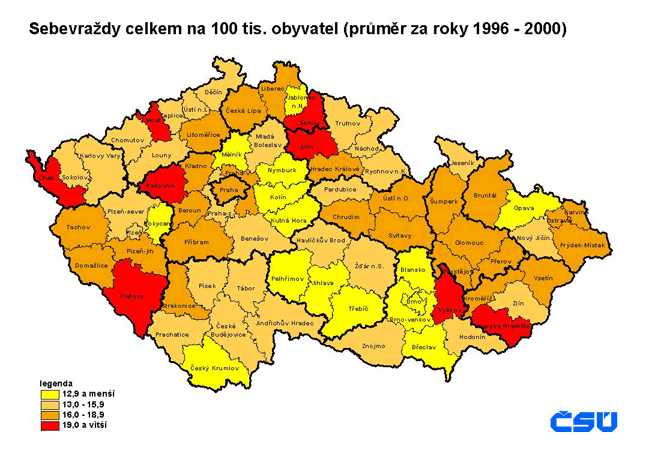 Sebevraždy celkem na 100 tis. obyvatel (průměr za roky 1996 - 2000)
Děčín
Liberec
Jablonec
n.N.
Ústí n.L.
Teplice
Česká Lípa
Semily
Trutnov
Chomutov
Litoměřice
Mladá
Boleslav
Jičín
Náchod
Jeseník
Karlovy Vary
Louny
Mělník
Cheb
Sokolov
Kladno
Nymburk
Hradec Králové
Rychnov n.K.
Rakovník
Praha
Kolín
Pardubice
Ústí n.O.
Šumperk
Bruntál
Opava
Karviná
Ostrava
Tachov
Plzeň-sever
Rokycany
Beroun
Praha-z
Kutná Hora
Chrudim
Plzeň
Svitavy
Olomouc
Nový Jičín
Frýdek-Místek
Domažlice
Plzeň-jih
Příbram
Benešov
Havlíčkův Brod
Přerov
Prostějov
Vsetín
Klatovy
Strakonice
Písek
Tábor
Pelhřimov
Jihlava
Žďár n.S.
Blansko
Vyškov
Kroměříž
Zlín
Třebíč
Brno
Brno-venkov
Uherské Hradiště
Prachatice
České
Budějovice
Jindřichův Hradec
Znojmo
Břeclav
Hodonín
Český Krumlov
legenda
12,9 a menší
13,0 - 15,9
16,0 - 18,9
19,0 a vštší
ČSÚ